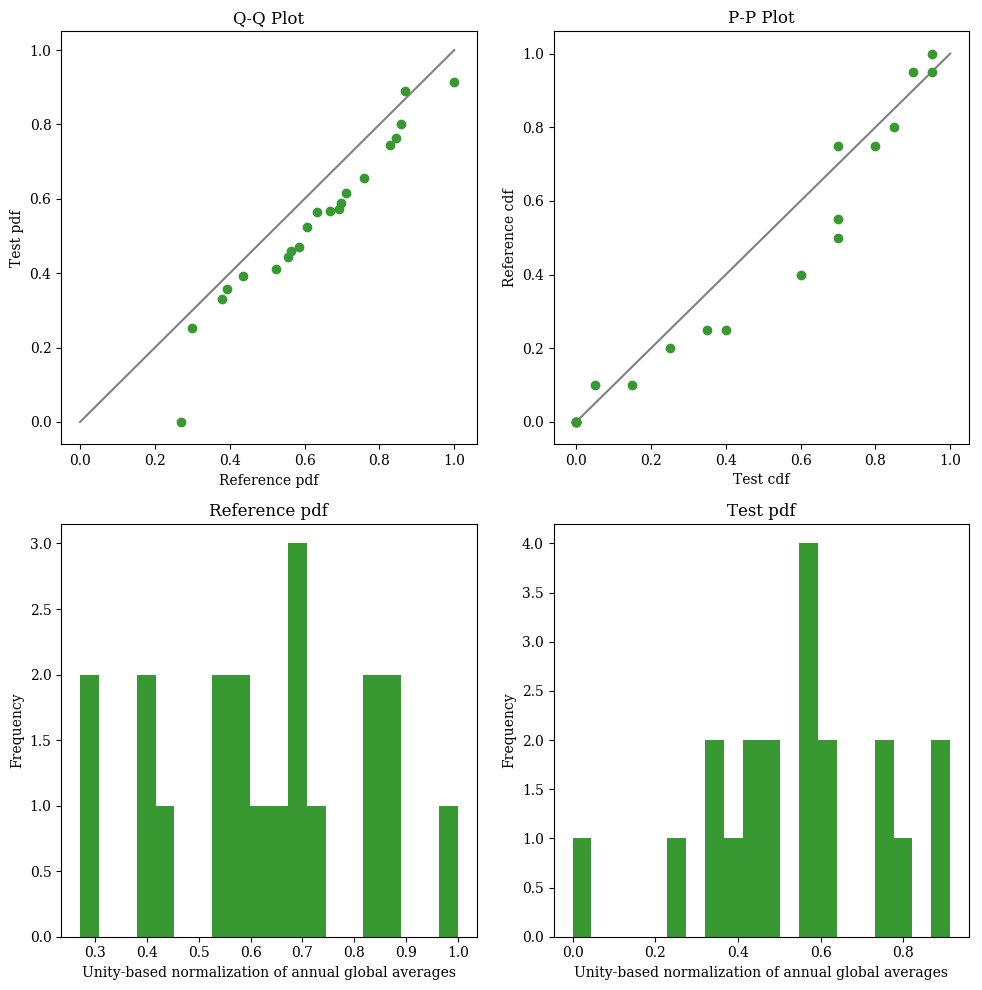 Q-Q Plot
1.0
0.8
0.6
0.4
0.2
0.0
Test pdf
0.0 0.2 0.4 0.6 0.8 1.0
Reference pdf
P-P Plot
1.0
0.8
0.6
0.4
0.2
0.0
Reference cdf
0.0 0.2 0.4 0.6 0.8 1.0
Test cdf
Reference pdf
3.0
2.5
2.0
1.5
1.0
0.5
0.0
Frequency
0.3 0.4 0.5 0.6 0.7 0.8 0.9 1.0
Unity-based normalization of annual global averages
Test pdf
4.0
3.5
3.0
2.5
2.0
1.5
1.0
0.5
0.0
Frequency
0.0 0.2 0.4 0.6 0.8
Unity-based normalization of annual global averages